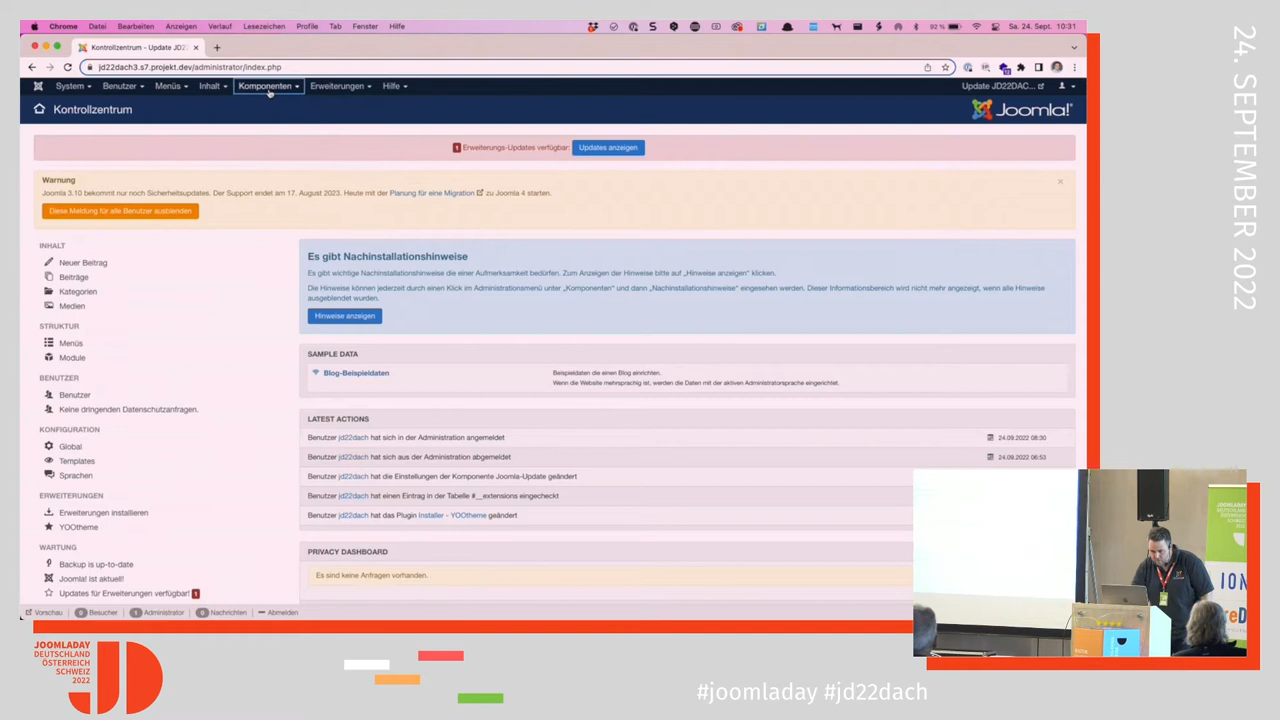 Chrome Datei Bearbeiten Anzeigen Verlauf Lesezeichen Profile Tab Fenster Hilfe
92 % Sa. 24. Sept. 10:31
Kontrollzentrum - Update JD22
jd22dach3.s7.projekt.dev/administrator/index.php
System Benutzer Menüs Inhalt Komponenten Erweiterungen Hilfe
Update JD22DAC...
Kontrollzentrum
Joomla!®
1 Erweiterungs-Updates verfügbar: Updates anzeigen
Warnung
Joomla 3.10 bekommt nur noch Sicherheitsupdates. Der Support endet am 17. August 2023. Heute mit der Planung für eine Migration zu Joomla 4 starten.
Diese Meldung für alle Benutzer ausblenden
INHALT
Neuer Beitrag
Beiträge
Kategorien
Medien
STRUKTUR
Menüs
Module
BENUTZER
Benutzer
Keine dringenden Datenschutzanfragen.
KONFIGURATION
Global
Templates
Sprachen
ERWEITERUNGEN
Erweiterungen installieren
YOOtheme
WARTUNG
Backup is up-to-date
Joomla! ist aktuell!
Updates für Erweiterungen verfügbar! 1
Es gibt Nachinstallationshinweise
Es gibt wichtige Nachinstallationshinweise die einer Aufmerksamkeit bedürfen. Zum Anzeigen der Hinweise bitte auf „Hinweise anzeigen" klicken.
Die Hinweise können jederzeit durch einen Klick im Administrationsmenü unter „Komponenten" und dann „Nachinstallationshinweise" eingesehen werden. Dieser Informationsbereich wird nicht mehr angezeigt, wenn alle Hinweise
ausgeblendet wurden.
Hinweise anzeigen
SAMPLE DATA
Blog-Beispieldaten
Beispieldaten die einen Blog einrichten.
Wenn die Website mehrsprachig ist, werden die Daten mit der aktiven Administratorsprache eingerichtet.
LATEST ACTIONS
Benutzer jd22dach hat sich in der Administration angemeldet 24.09.2022 08:30
Benutzer jd22dach hat sich aus der Administration abgemeldet 24.09.2022 06:53
Benutzer jd22dach hat die Einstellungen der Komponente Joomla-Update geändert
Benutzer jd22dach hat einen Eintrag in der Tabelle #__extensions eingecheckt
Benutzer jd22dach hat das Plugin Installer - YOOtheme geändert
PRIVACY DASHBOARD
Es sind keine Anfragen vorhanden.
Vorschau 0 Besucher 1 Administrator 0 Nachrichten Abmelden
24. SEPTEMBER 2022
JOOMLADAY
DEUTSCHLAND
ÖSTERREICH
SCHWEIZ
2022
#joomladay #jd22dach